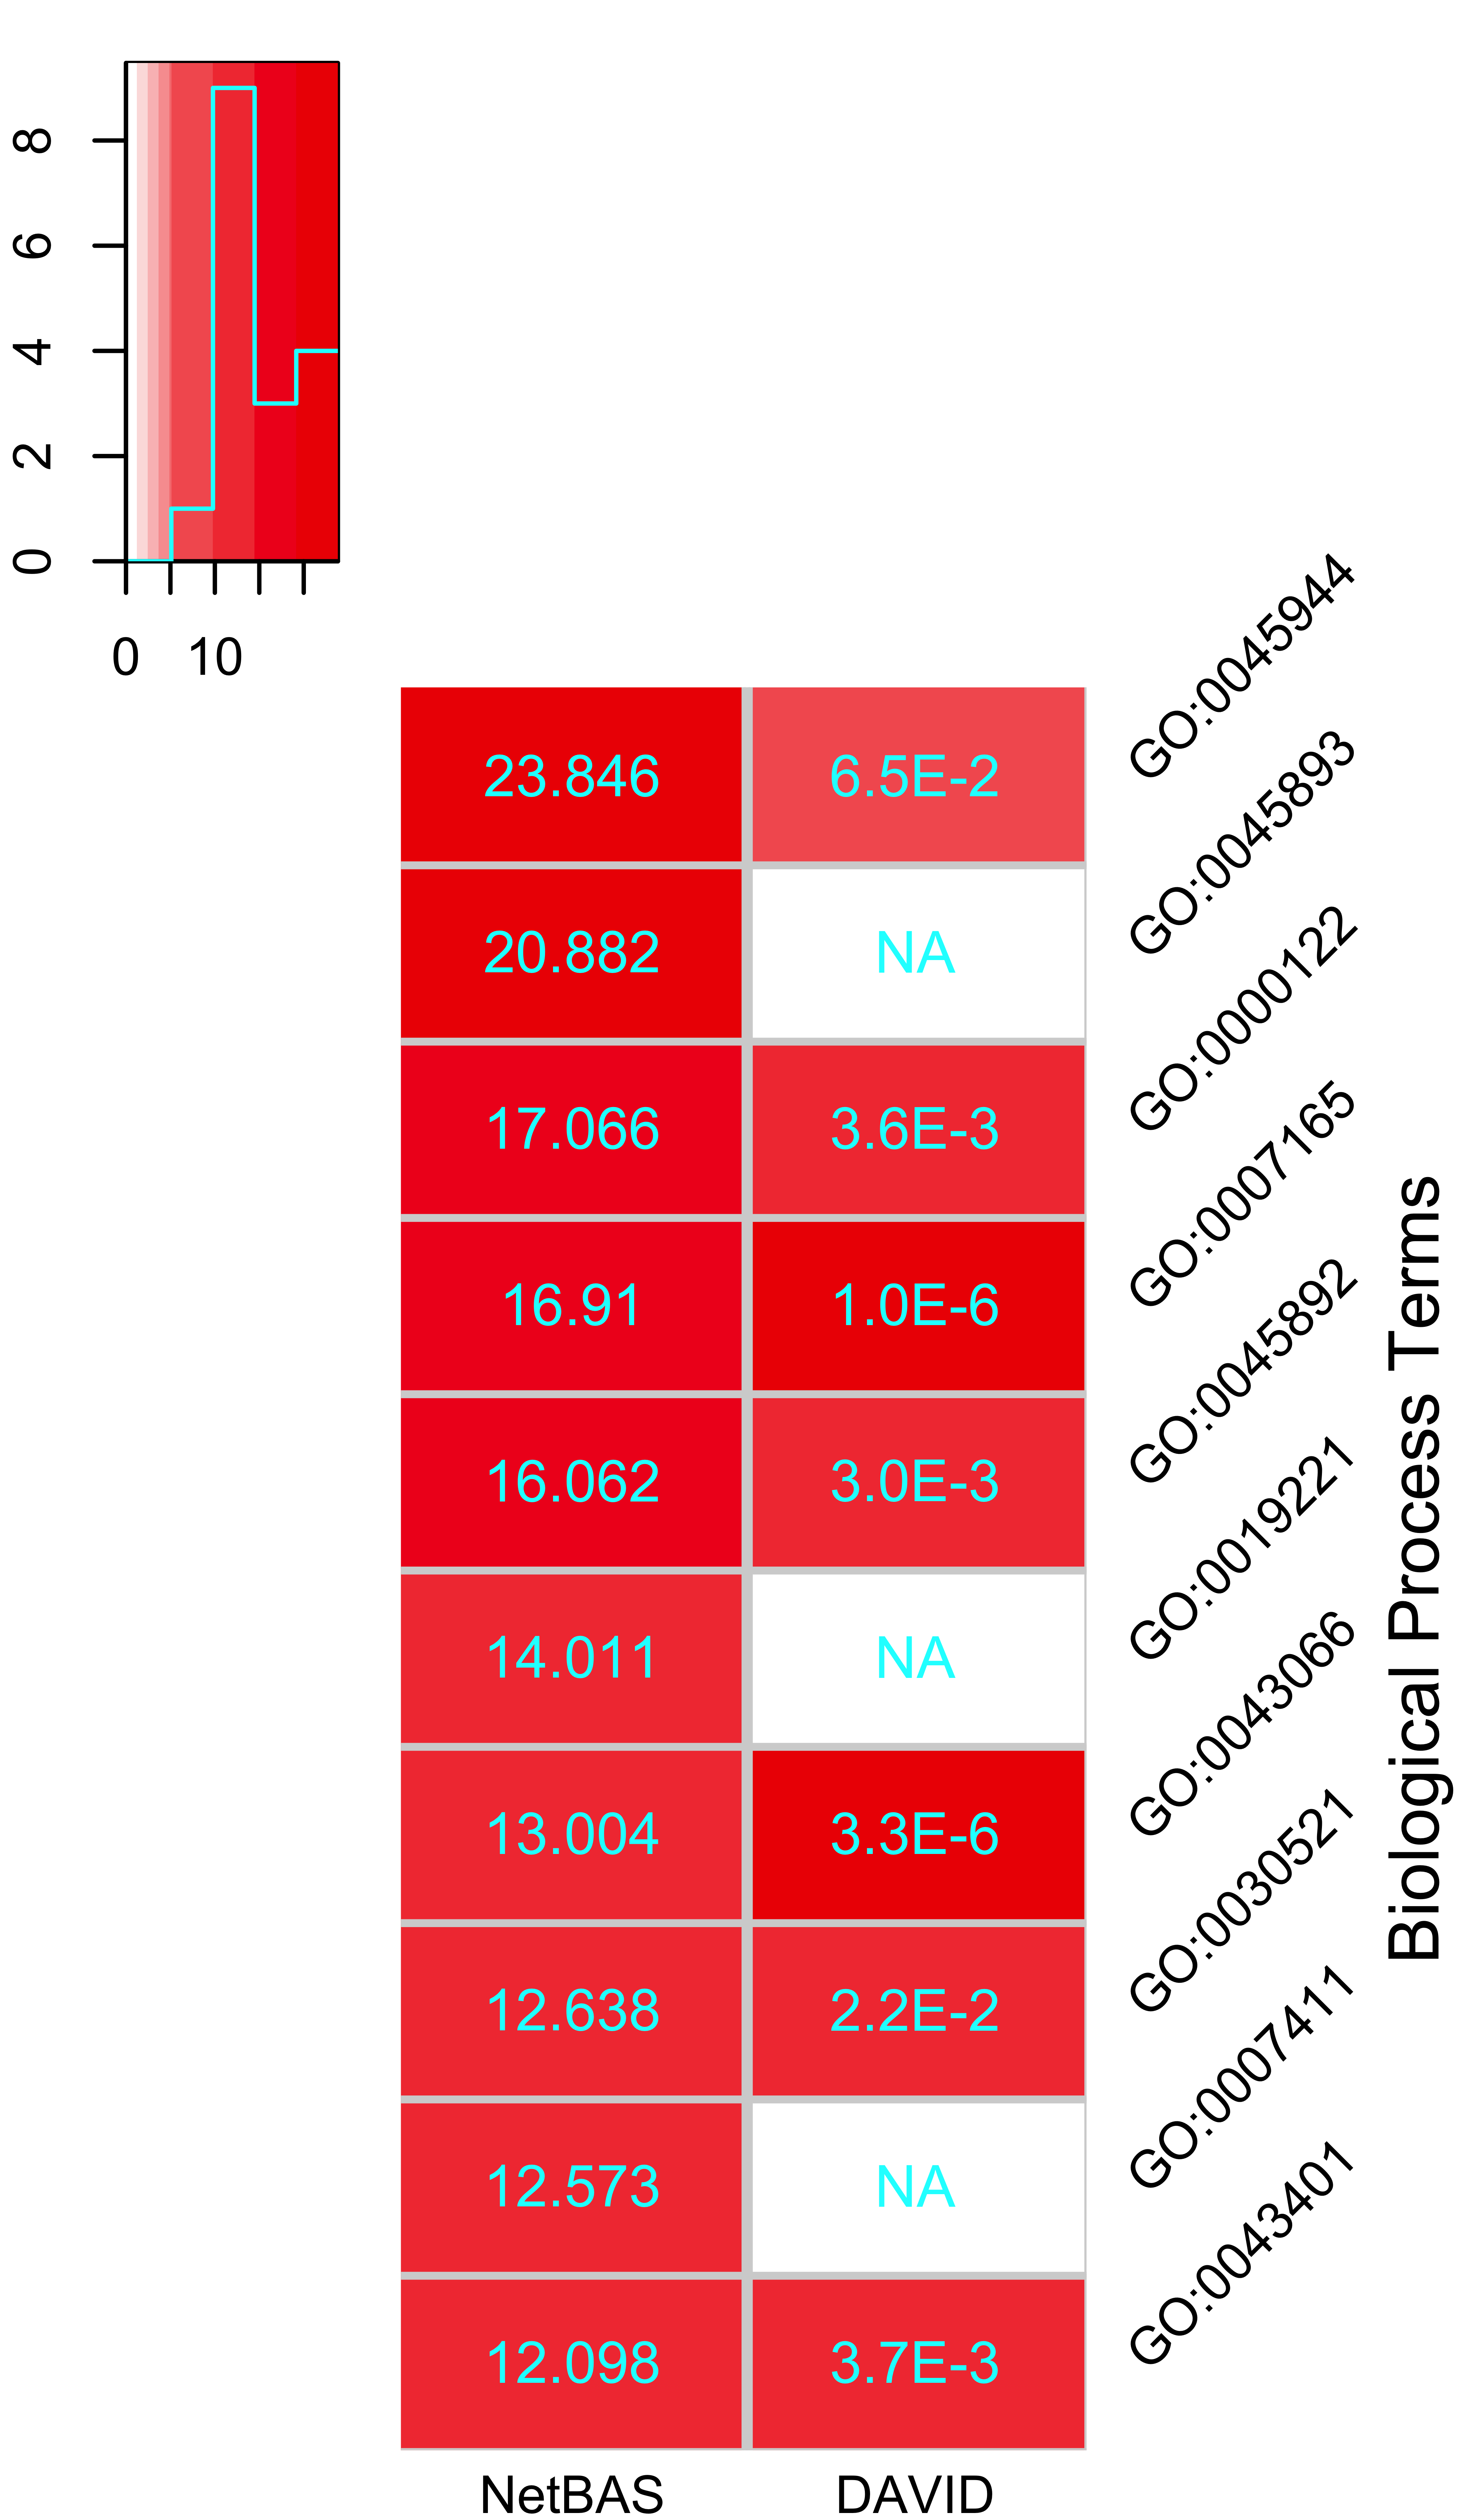 8
6
4
2
0
0 10
GO:0045944
23.846 6.5E-2
GO:0045893
20.882 NA
GO:0000122
17.066 3.6E-3
GO:0007165
16.91 1.0E-6
GO:0045892
16.062 3.0E-3
GO:0019221
14.011 NA
GO:0043066
13.004 3.3E-6
GO:0030521
12.638 2.2E-2
GO:0007411
12.573 NA
GO:0043401
12.098 3.7E-3
Biological Process Terms
NetBAS DAVID